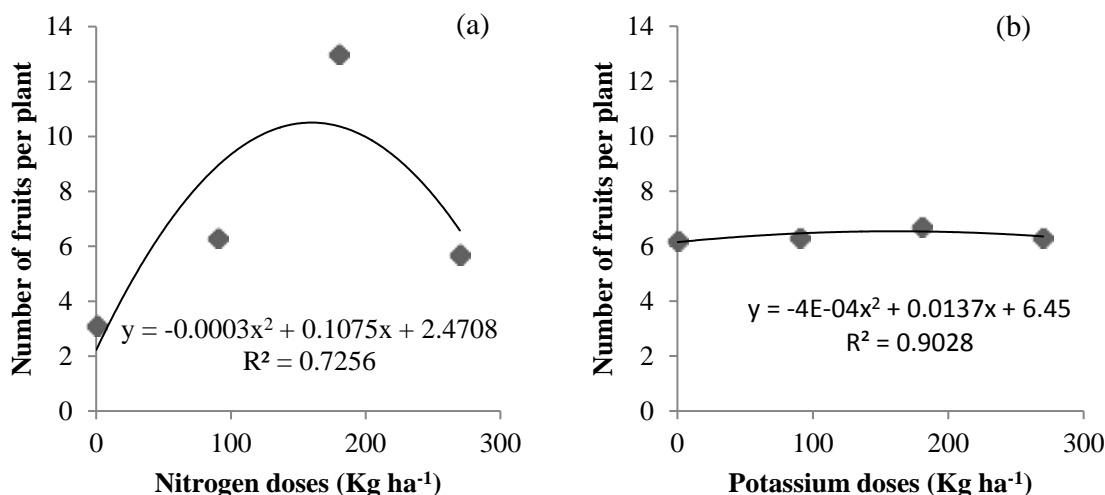 (a)
Number of fruits per plant
14
12
10
8
6
4
2
0
y = -0.0003x² + 0.1075x + 2.4708
R² = 0.7256
0 100 200 300
Nitrogen doses (Kg ha⁻¹)
(b)
Number of fruits per plant
14
12
10
8
6
4
2
0
y = -4E-04x² + 0.0137x + 6.45
R² = 0.9028
0 100 200 300
Potassium doses (Kg ha⁻¹)